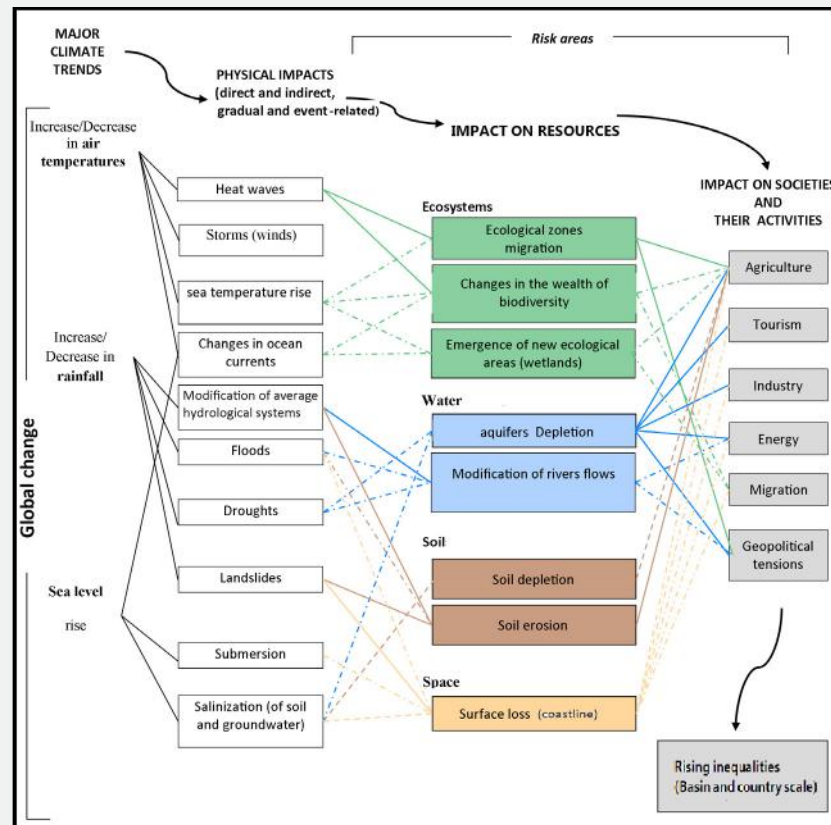 MAJOR
CLIMATE
TRENDS
Risk areas
PHYSICAL IMPACTS
(direct and indirect,
gradual and event-related)
IMPACT ON RESOURCES
IMPACT ON SOCIETIES
AND
THEIR ACTIVITIES
Global change
Increase/Decrease
in air
temperatures
Increase/
Decrease in
rainfall
Sea level
rise
Heat waves
Storms (winds)
sea temperature rise
Changes in ocean
currents
Modification of average
hydrological systems
Floods
Droughts
Landslides
Submersion
Salinization (of soil
and groundwater)
Ecosystems
Ecological zones
migration
Changes in the wealth of
biodiversity
Emergence of new ecological
areas (wetlands)
Water
aquifers Depletion
Modification of rivers flows
Soil
Soil depletion
Soil erosion
Space
Surface loss (coastline)
Agriculture
Tourism
Industry
Energy
Migration
Geopolitical
tensions
Rising inequalities
(Basin and country scale)